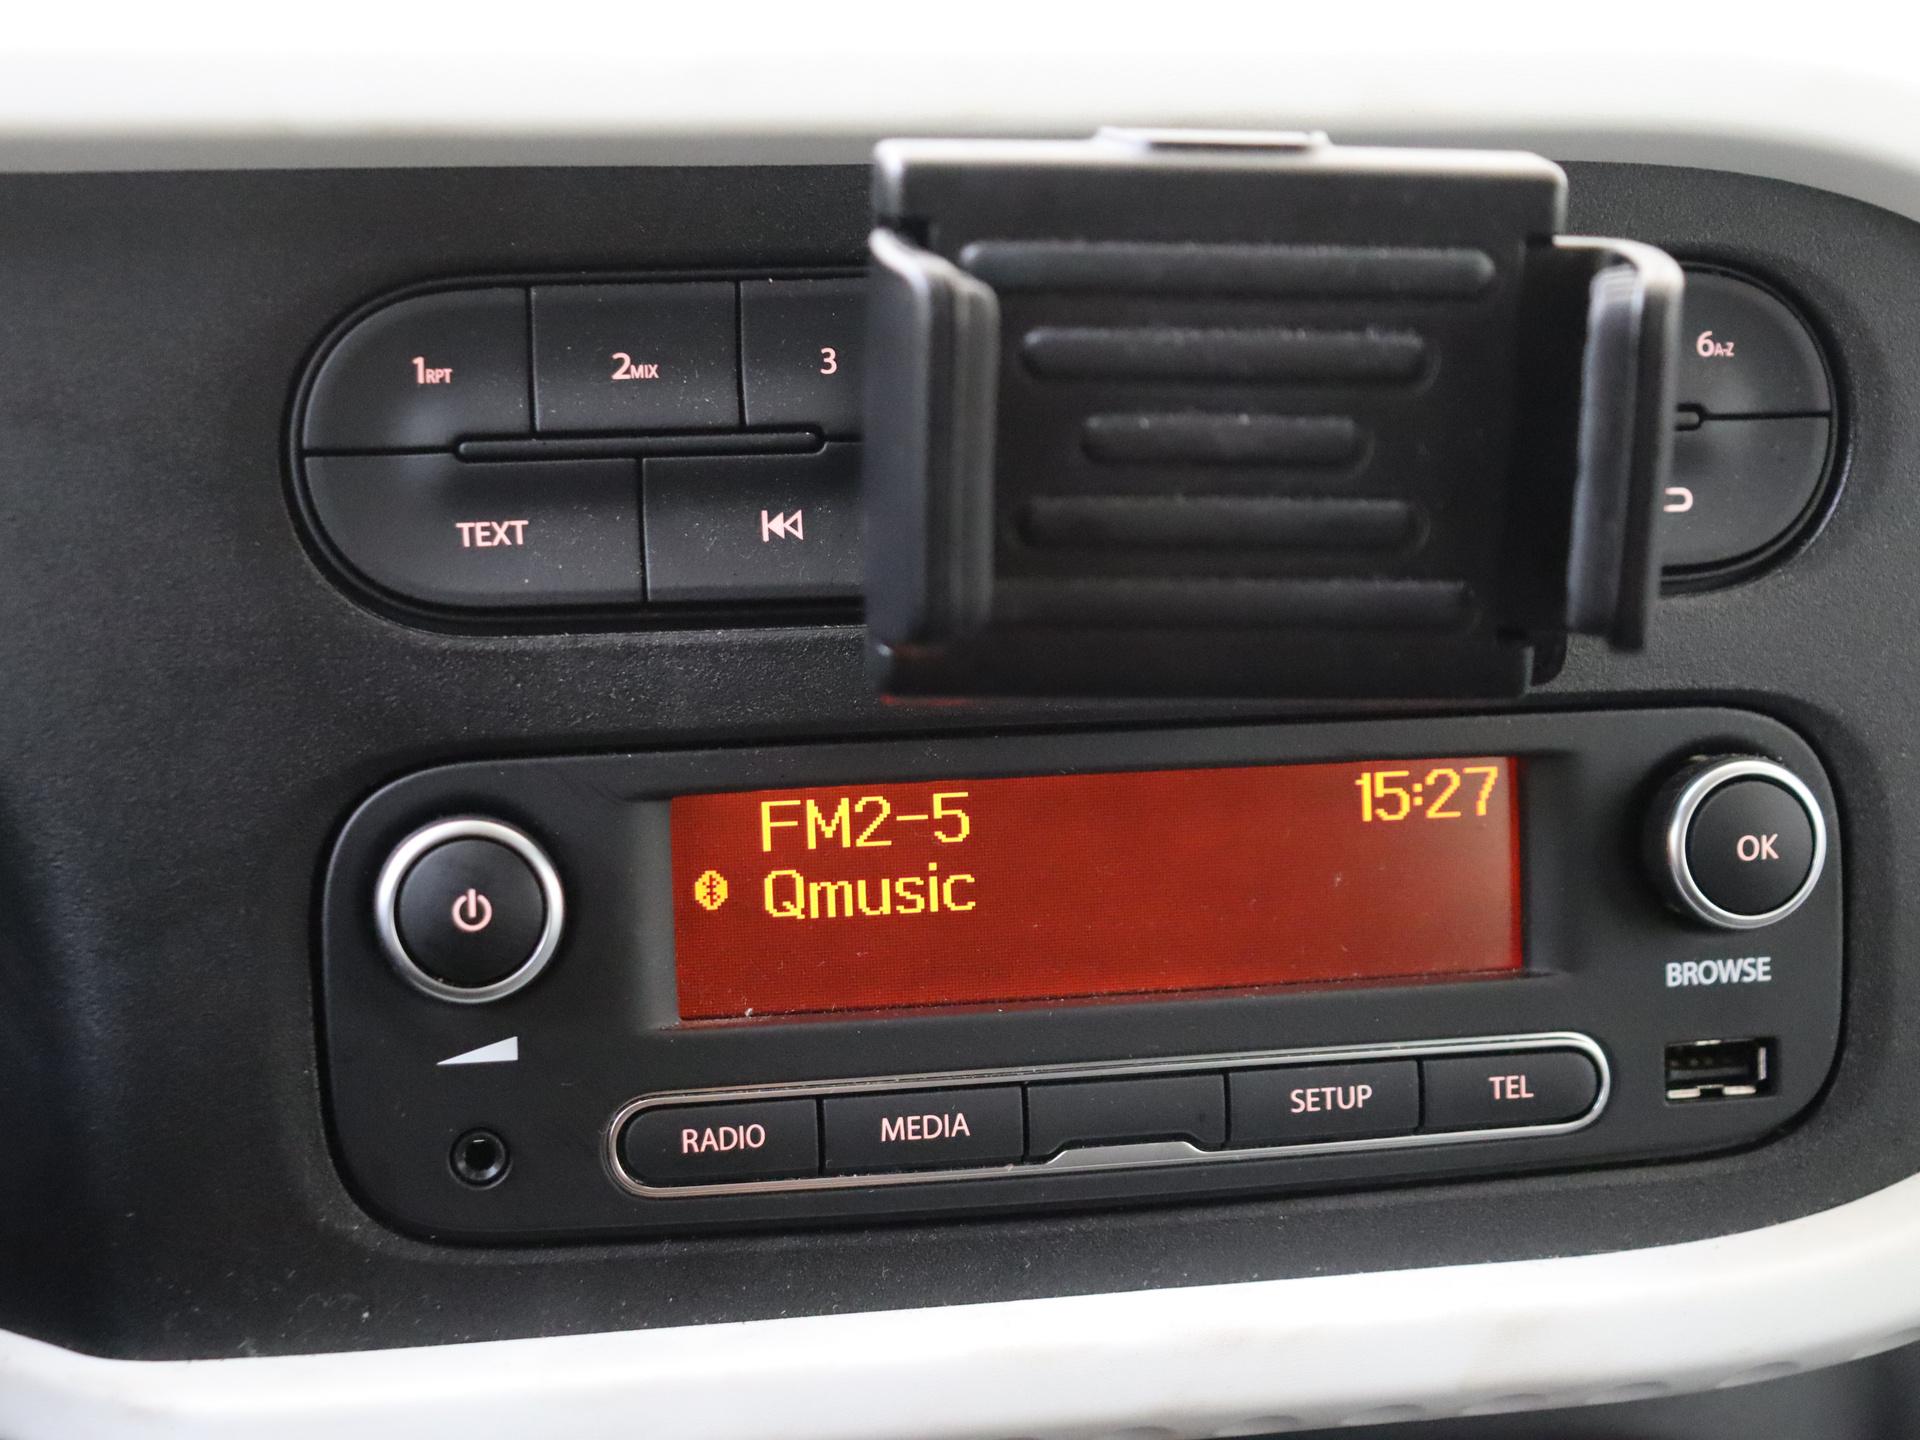 1RPT 2MIX 3 6A-Z
TEXT
FM2-5 15:27
Qmusic
OK
BROWSE
RADIO MEDIA SETUP TEL